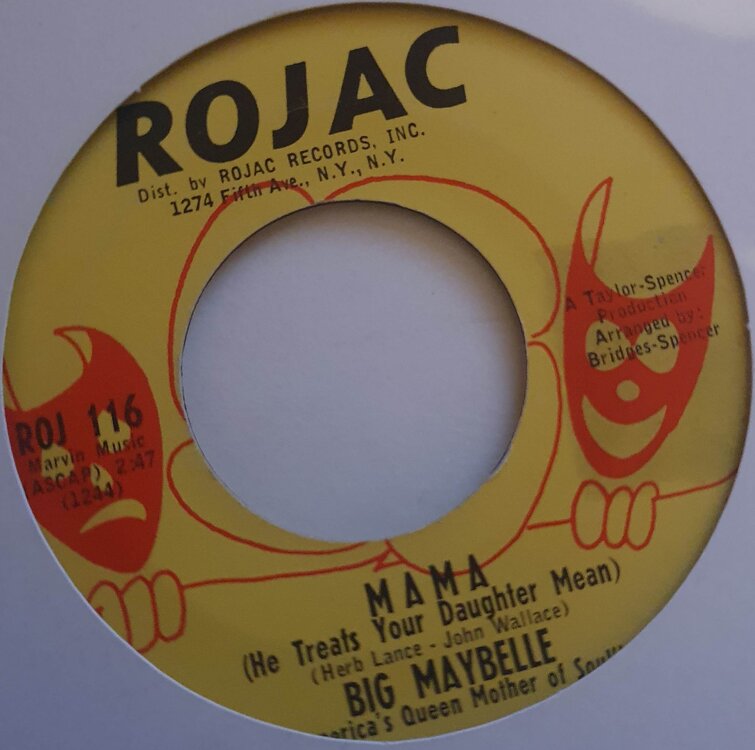 ROJAC
Dist. by ROJAC RECORDS, INC.
1274 Fifth Ave., N.Y., N.Y.
A Taylor-Spencer
Production
Arranged by:
Bridges-Spencer
ROJ 116
Marvin Music
ASCAP) 2:47
(1244)
MAMA
(He Treats Your Daughter Mean)
(Herb Lance - John Wallace)
BIG MAYBELLE
Queen Mother of Soul"